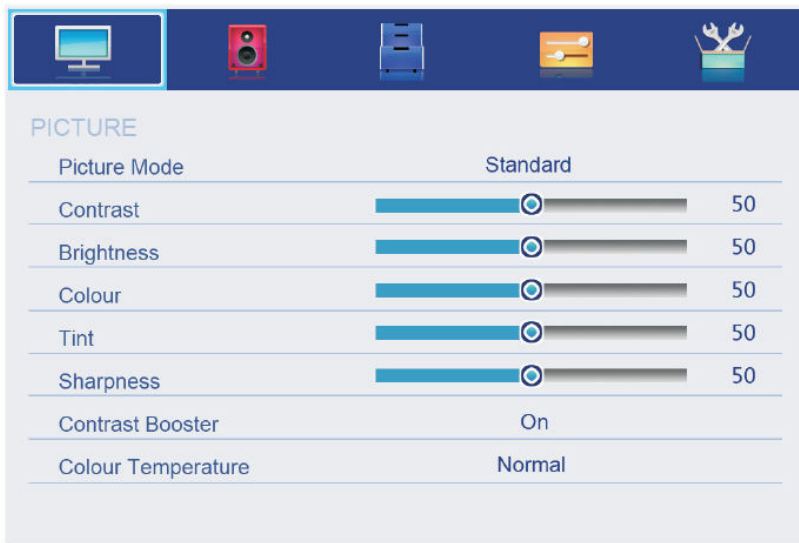 PICTURE
Picture Mode Standard
Contrast 50
Brightness 50
Colour 50
Tint 50
Sharpness 50
Contrast Booster On
Colour Temperature Normal